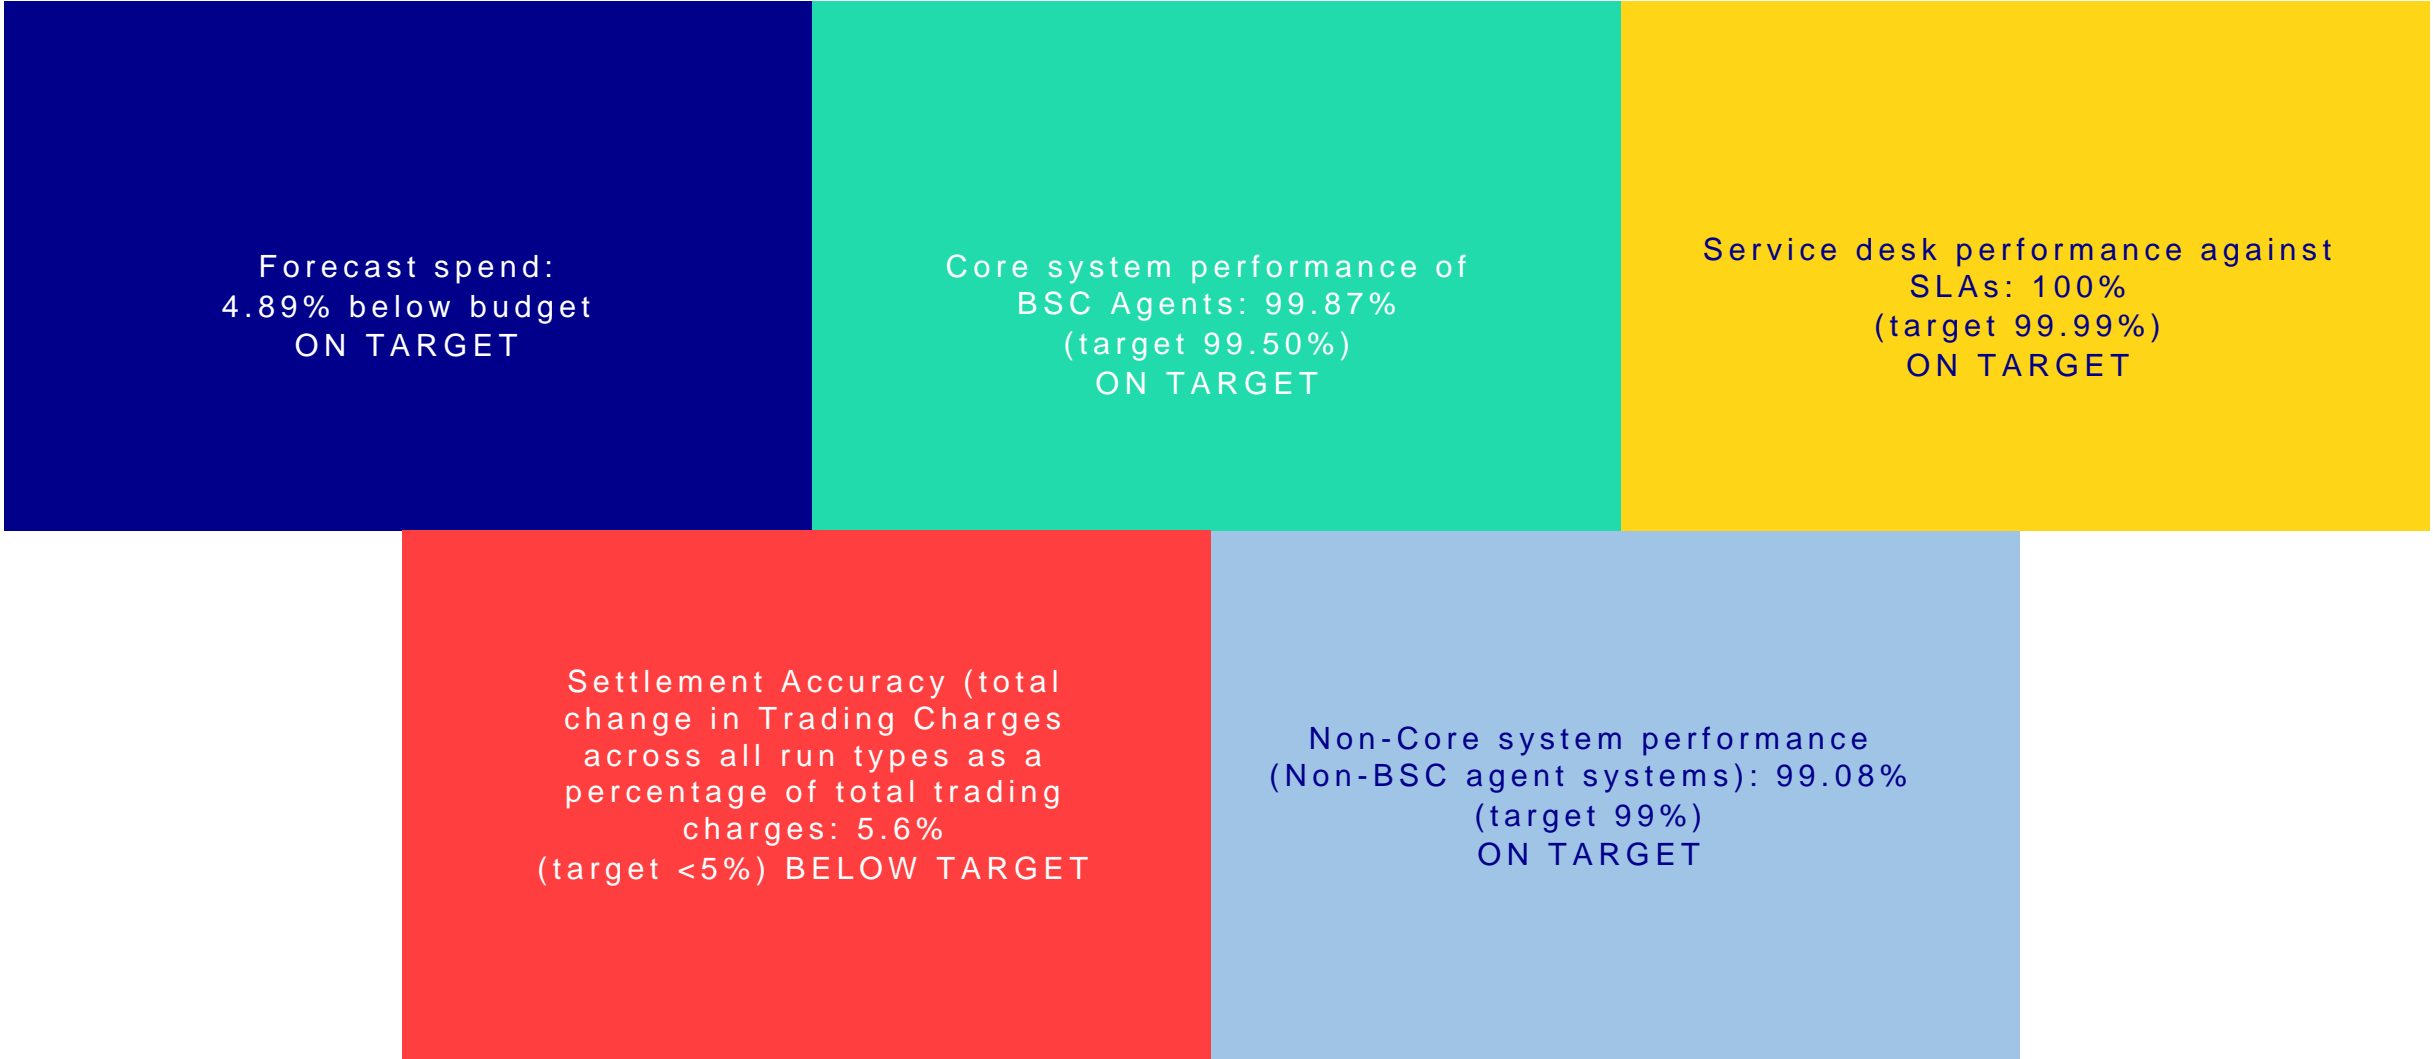 Forecast spend:
4.89% below budget
ON TARGET
Core system performance of
BSC Agents: 99.87%
(target 99.50%)
ON TARGET
Service desk performance against
SLAs: 100%
(target 99.99%)
ON TARGET
Settlement Accuracy (total
change in Trading Charges
across all run types as a
percentage of total trading
charges: 5.6%
(target <5%) BELOW TARGET
Non-Core system performance
(Non-BSC agent systems): 99.08%
(target 99%)
ON TARGET